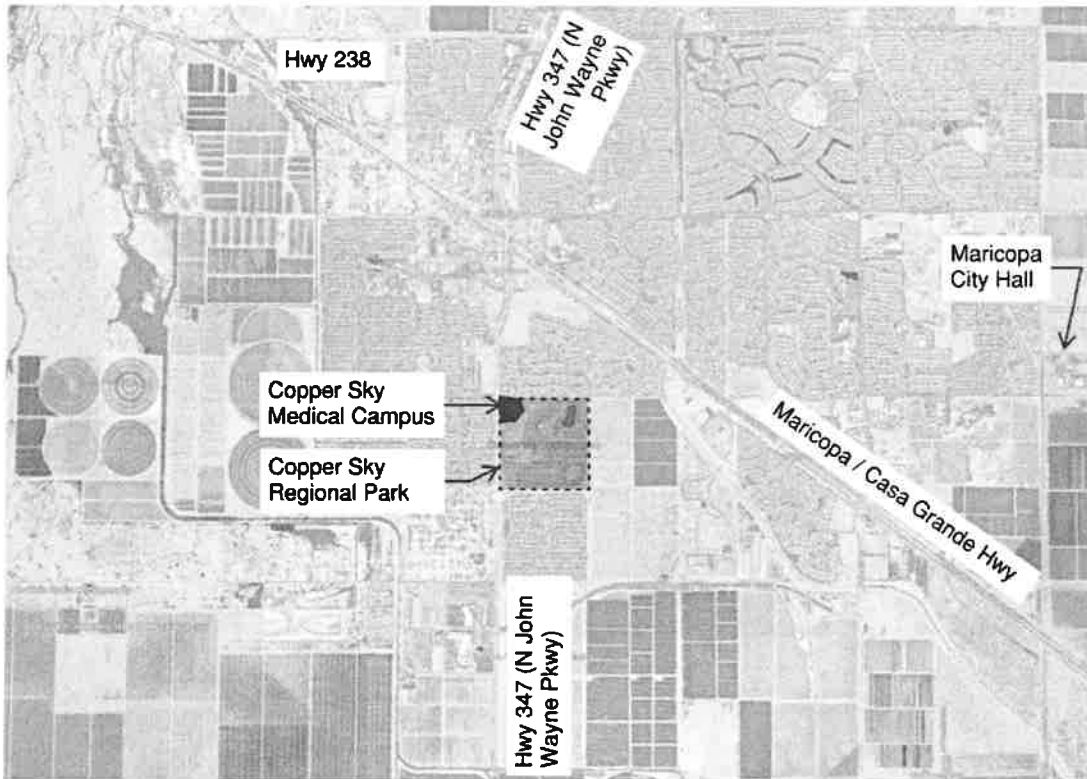 Hwy 238
Hwy 347 (N
John Wayne
Pkwy)
Maricopa
City Hall
Copper Sky
Medical Campus
Copper Sky
Regional Park
Maricopa / Casa Grande Hwy
Hwy 347 (N John
Wayne Pkwy)